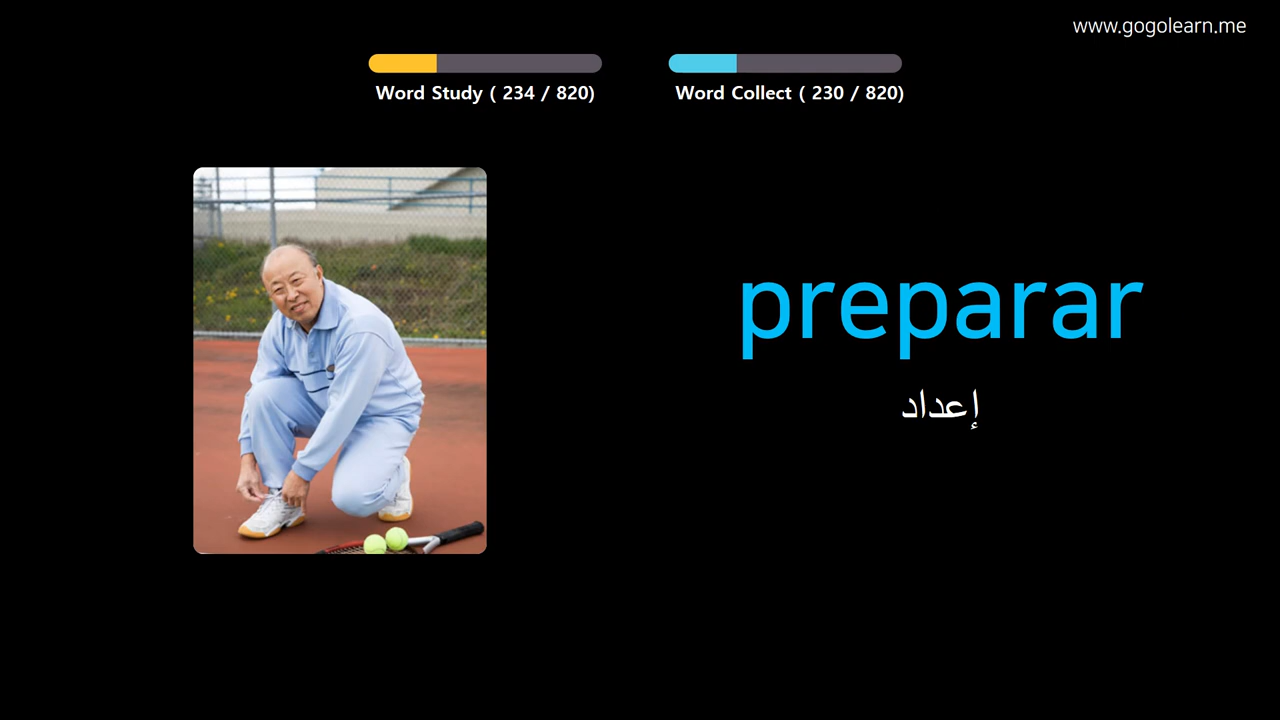 www.gogolearn.me
Word Study ( 234 / 820)
Word Collect ( 230 / 820)
preparar
إعداد